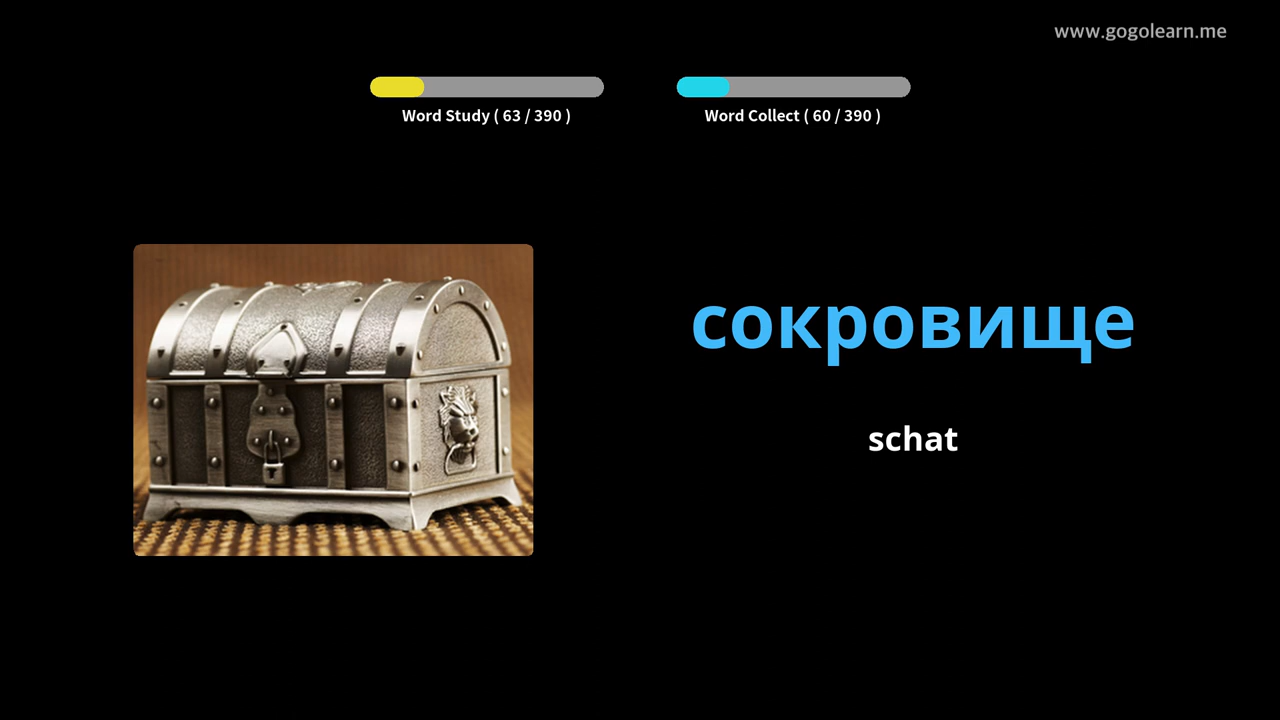 www.gogolearn.me
Word Study ( 63 / 390 )
Word Collect ( 60 / 390 )
сокровище
schat